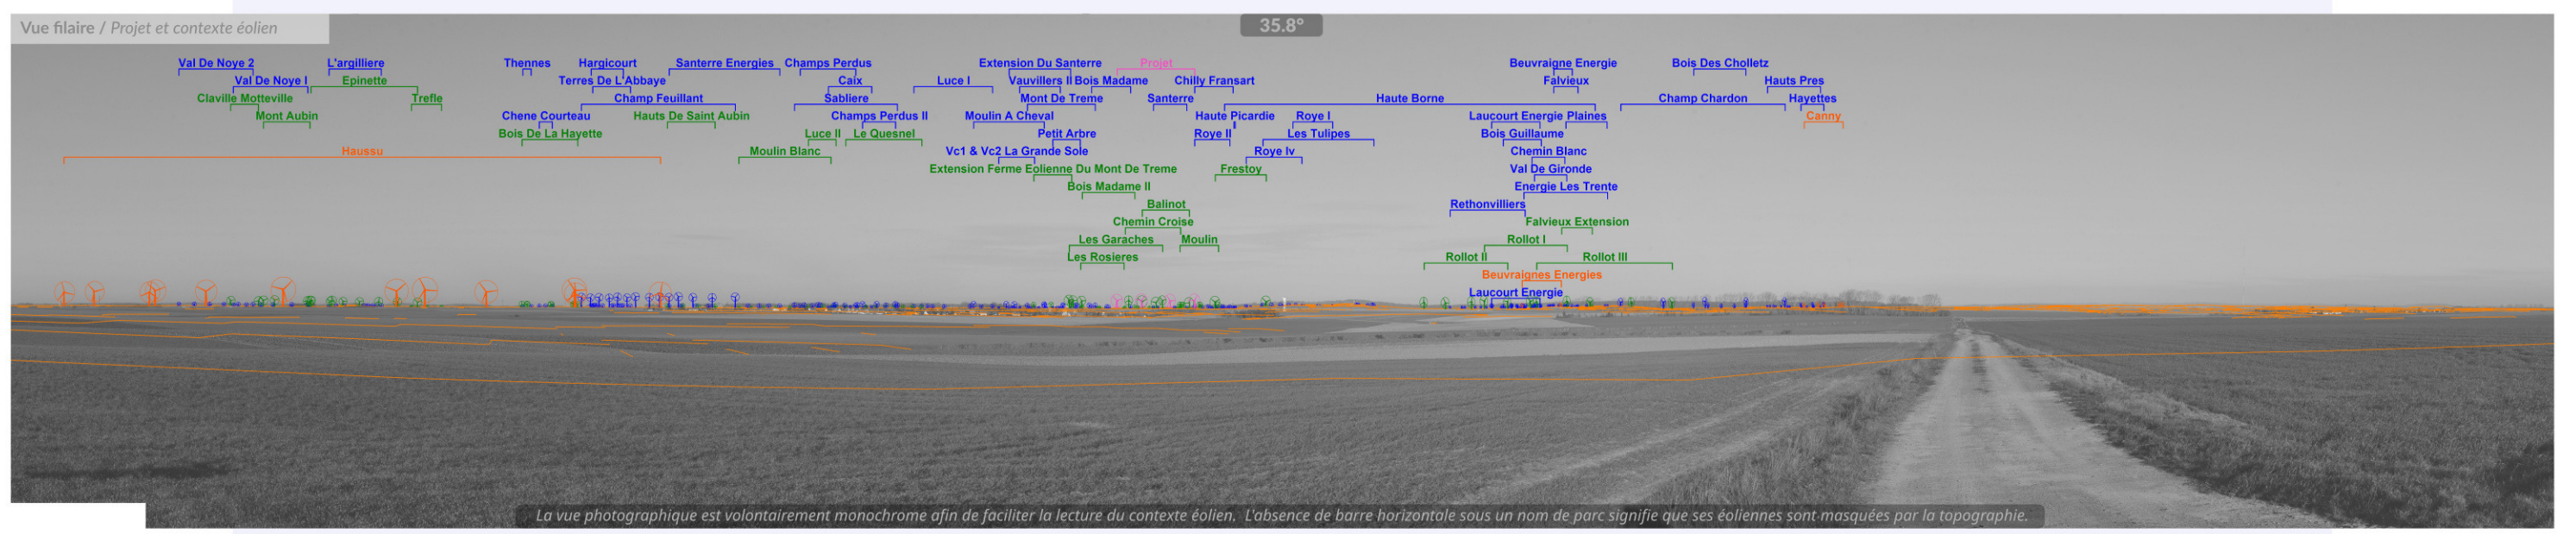 Vue filaire / Projet et contexte éolien
35.8°
Val De Noye 2 L'argilliere Thennes Hargicourt Santerre Energies Champs Perdus Extension Du Santerre Projet Beuvraigne Energie Bois Des Cholletz
Val De Noye I Epinette Terres De L'Abbaye Caix Luce I Vauvillers II Bois Madame Chilly Fransart Falvieux Hauts Pres
Claville Motteville Trefle Champ Feuillant Sabliere Mont De Treme Santerre Haute Borne Champ Chardon Hayettes
Mont Aubin Chene Courteau Hauts De Saint Aubin Champs Perdus II Moulin A Cheval Haute Picardie Roye I Laucourt Energie Plaines Canny
Bois De La Hayette Luce II Le Quesnel Petit Arbre Roye II Les Tulipes Bois Guillaume
Haussu Moulin Blanc Vc1 & Vc2 La Grande Sole Roye Iv Chemin Blanc
Extension Ferme Eolienne Du Mont De Treme Frestoy Val De Gironde
Bois Madame II Energie Les Trente
Balinot Rethonvilliers
Chemin Croise Falvieux Extension
Les Garaches Moulin Rollot I
Les Rosieres Rollot II Rollot III
Beuvraignes Energies
Laucourt Energie
La vue photographique est volontairement monochrome afin de faciliter la lecture du contexte éolien. L'absence de barre horizontale sous un nom de parc signifie que ses éoliennes sont masquées par la topographie.